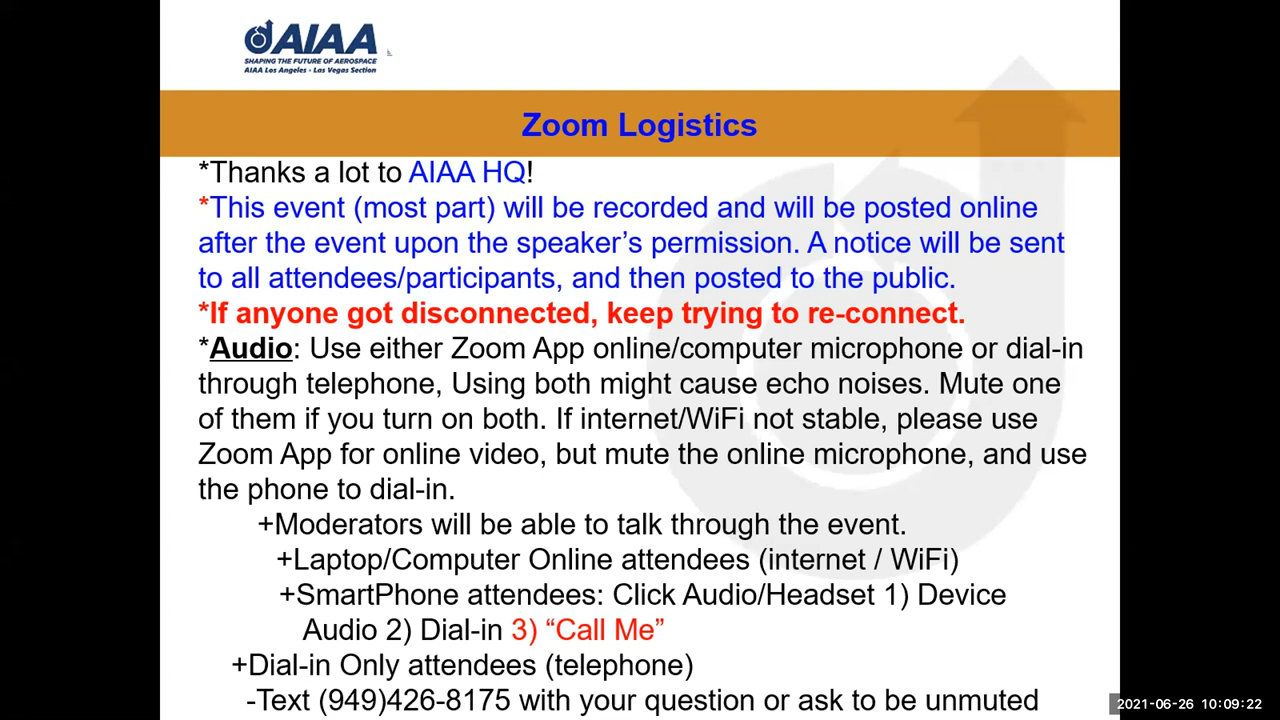 AIAA
SHAPING THE FUTURE OF AEROSPACE
AIAA Los Angeles - Las Vegas Section
Zoom Logistics
*Thanks a lot to AIAA HQ!
*This event (most part) will be recorded and will be posted online
after the event upon the speaker’s permission. A notice will be sent
to all attendees/participants, and then posted to the public.
*If anyone got disconnected, keep trying to re-connect.
*Audio: Use either Zoom App online/computer microphone or dial-in
through telephone, Using both might cause echo noises. Mute one
of them if you turn on both. If internet/WiFi not stable, please use
Zoom App for online video, but mute the online microphone, and use
the phone to dial-in.
+Moderators will be able to talk through the event.
+Laptop/Computer Online attendees (internet / WiFi)
+SmartPhone attendees: Click Audio/Headset 1) Device
Audio 2) Dial-in 3) “Call Me”
+Dial-in Only attendees (telephone)
-Text (949)426-8175 with your question or ask to be unmuted
2021-06-26 10:09:22